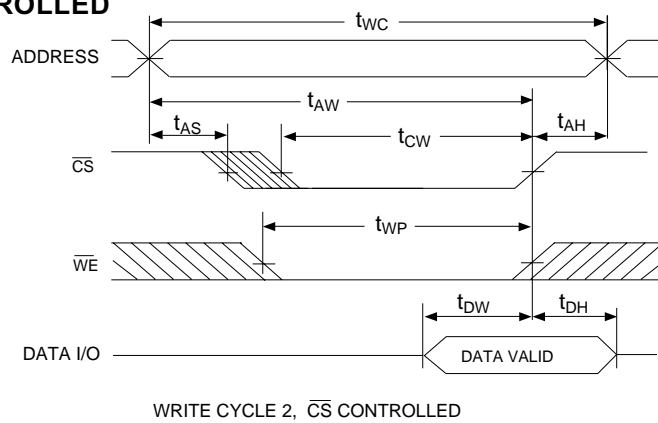 ROLLED
tWC
ADDRESS
tAW
tAS
tCW
tAH
CS
tWP
WE
tDW
tDH
DATA I/O
DATA VALID
WRITE CYCLE 2, CS CONTROLLED